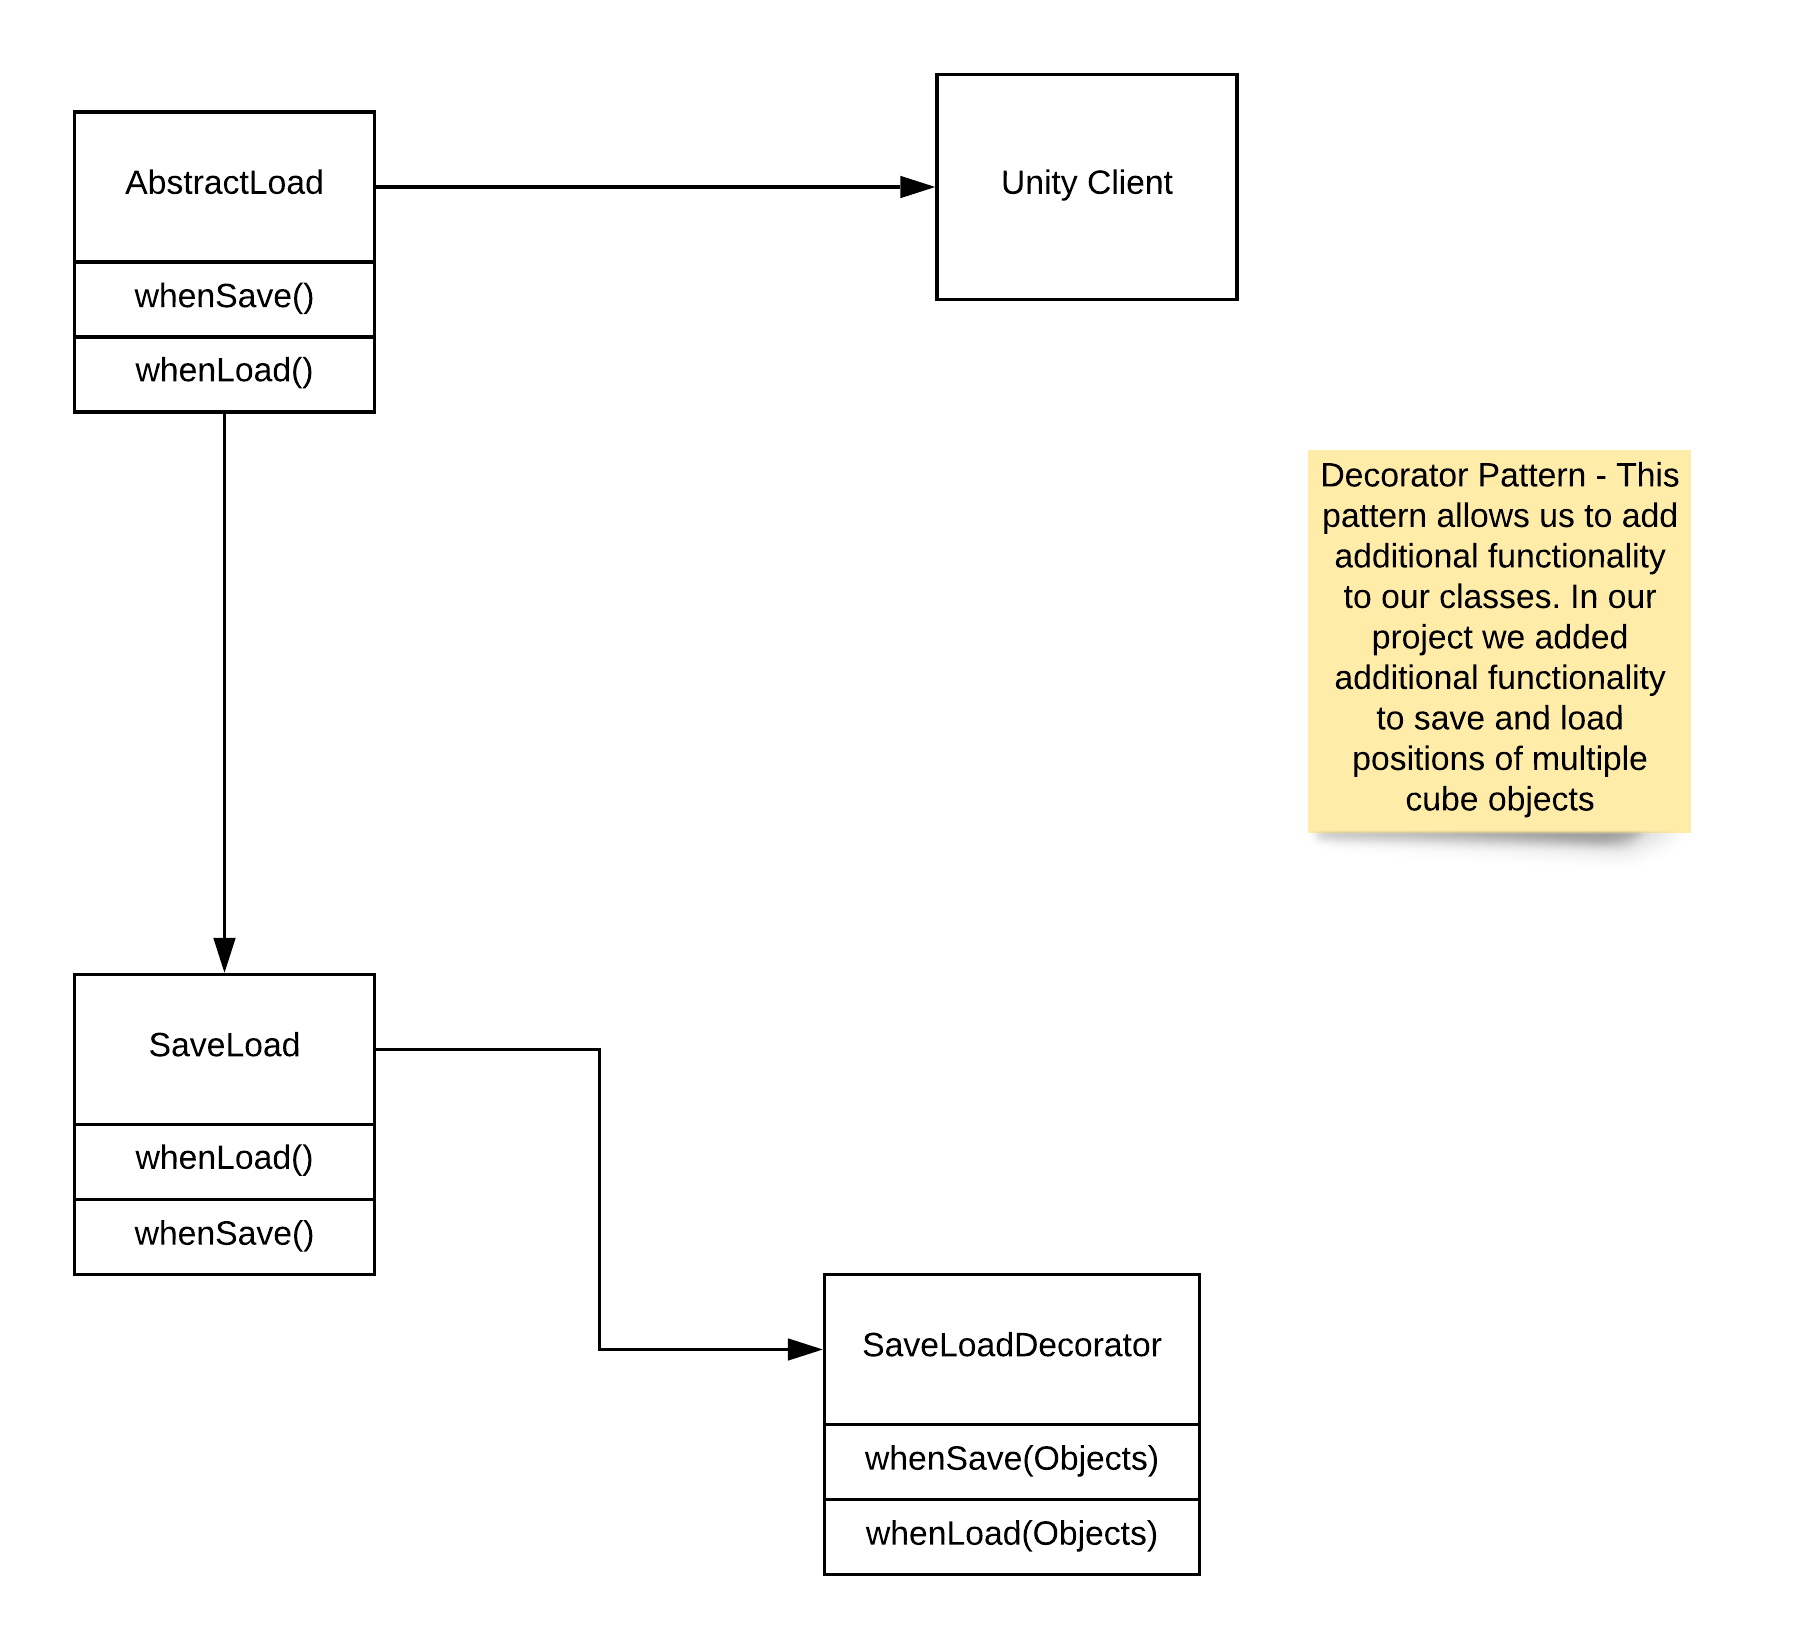 AbstractLoad
whenSave()
whenLoad()
Unity Client
Decorator Pattern - This
pattern allows us to add
additional functionality
to our classes. In our
project we added
additional functionality
to save and load
positions of multiple
cube objects
SaveLoad
whenLoad()
whenSave()
SaveLoadDecorator
whenSave(Objects)
whenLoad(Objects)